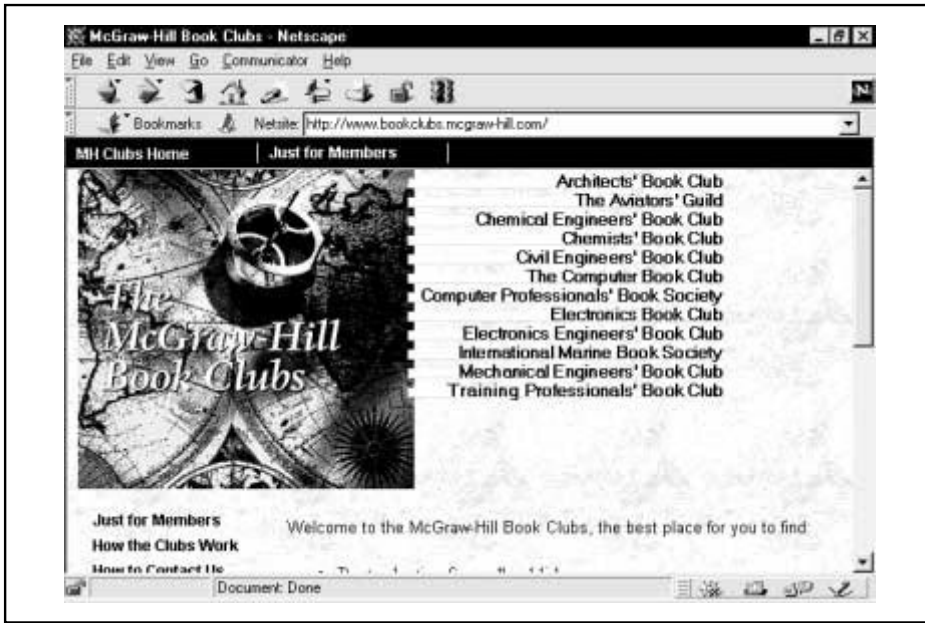 McGraw-Hill Book Clubs - Netscape
File Edit View Go Communicator Help
Bookmarks Netsite: http://www.bookclubs.mcgraw-hill.com/
MH Clubs Home Just for Members
Architects' Book Club
The Aviators' Guild
Chemical Engineers' Book Club
Chemists' Book Club
Civil Engineers' Book Club
The Computer Book Club
Computer Professionals' Book Society
Electronics Book Club
Electronics Engineers' Book Club
International Marine Book Society
Mechanical Engineers' Book Club
Training Professionals' Book Club
The
McGraw-Hill
Book Clubs
Just for Members
How the Clubs Work
How to Contact Us
Welcome to the McGraw-Hill Book Clubs, the best place for you to find
Document: Done